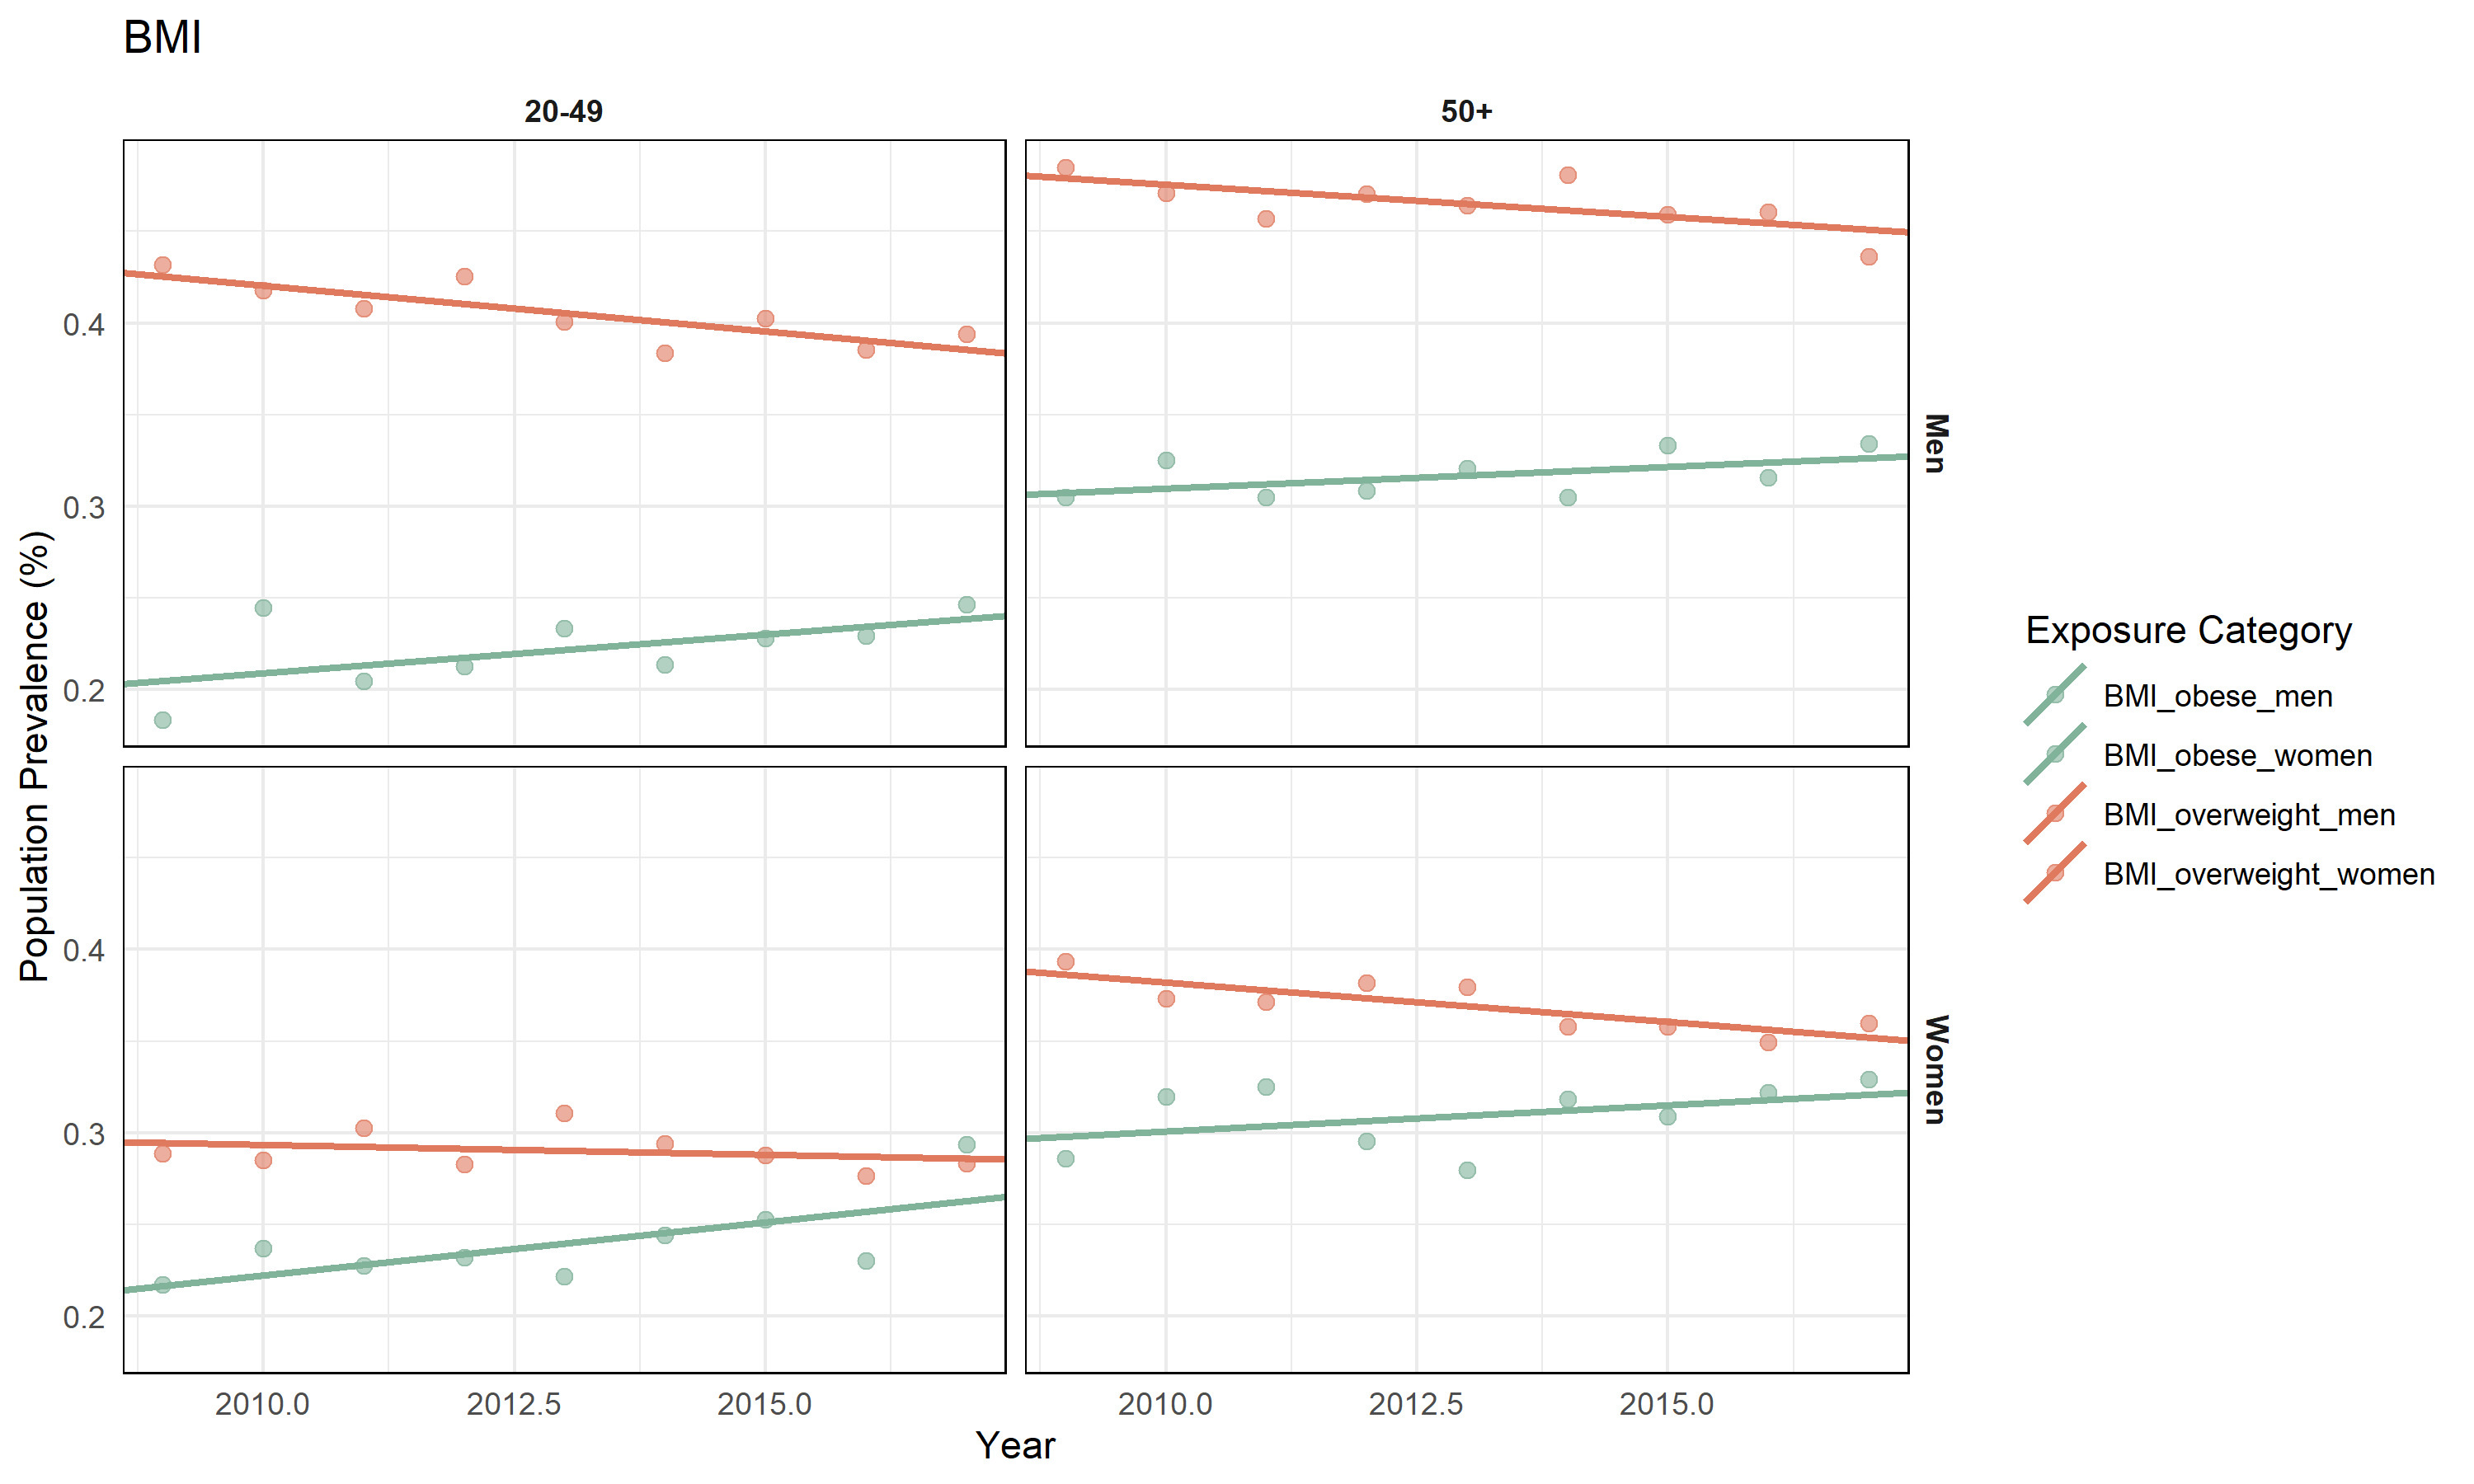 BMI
20-49
50+
Men
Women
0.4
0.3
0.2
0.4
0.3
0.2
Population Prevalence (%)
2010.0
2012.5
2015.0
2010.0
2012.5
2015.0
Year
Exposure Category
BMI_obese_men
BMI_obese_women
BMI_overweight_men
BMI_overweight_women